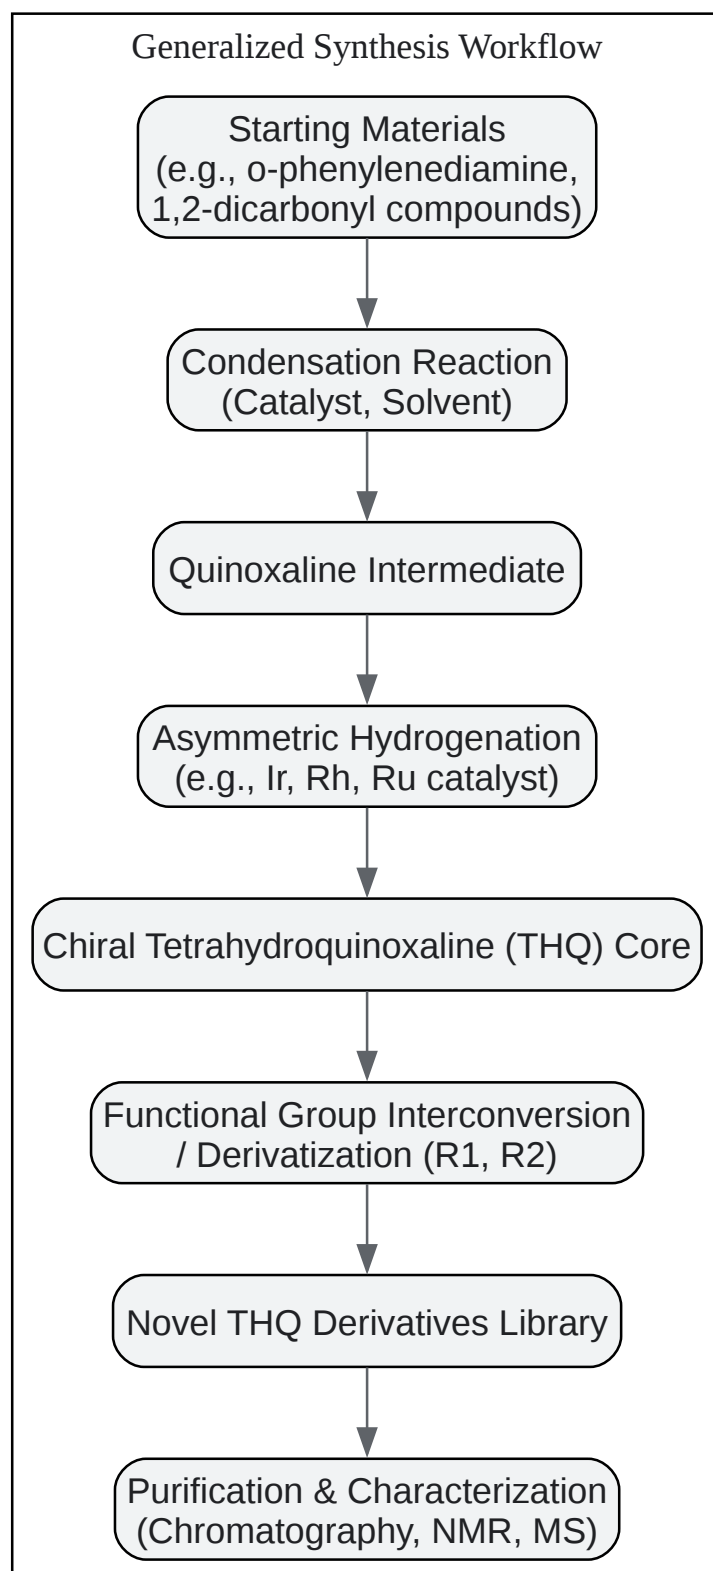 Generalized Synthesis Workflow
Starting Materials
(e.g., o-phenylenediamine,
1,2-dicarbonyl compounds)
Condensation Reaction
(Catalyst, Solvent)
Quinoxaline Intermediate
Asymmetric Hydrogenation
(e.g., Ir, Rh, Ru catalyst)
Chiral Tetrahydroquinoxaline (THQ) Core
Functional Group Interconversion
/ Derivatization (R1, R2)
Novel THQ Derivatives Library
Purification & Characterization
(Chromatography, NMR, MS)